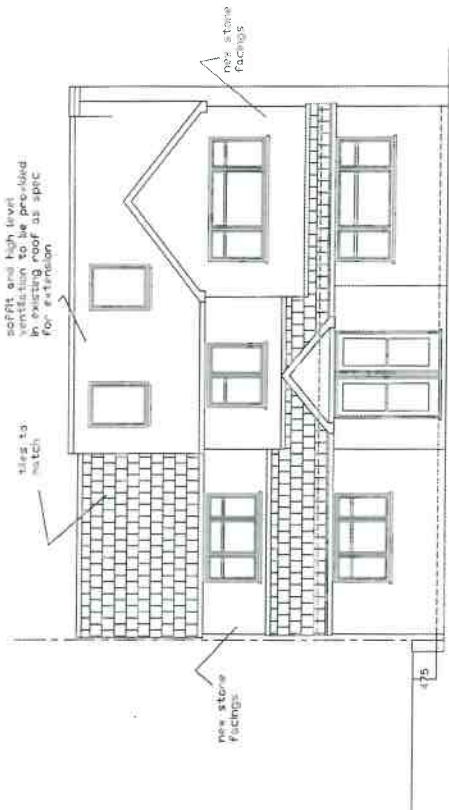 soffit and high level
ventilation to be provided
in existing roof as spec
for extension
tiles to
match
new stone
facings
new stone
facings
475